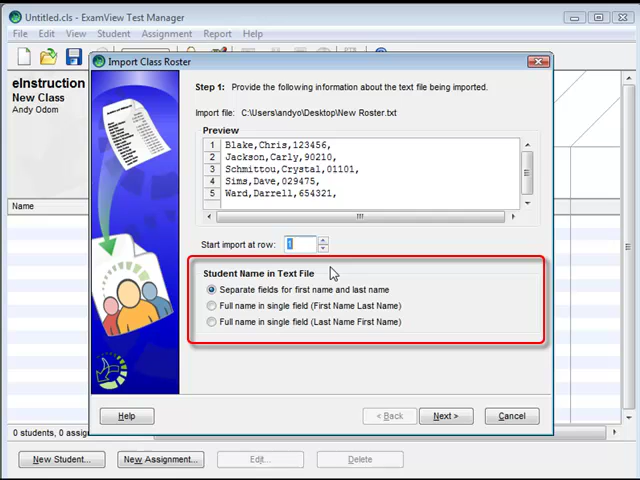 Untitled.cls - ExamView Test Manager
File Edit View Student Assignment Report Help
eInstruction
New Class
Andy Odom
Name
Import Class Roster
Step 1: Provide the following information about the text file being imported.
Import file: C:\Users\andyo\Desktop\New Roster.txt
Preview
1 Blake,Chris,123456,
2 Jackson,Carly,90210,
3 Schmittou,Crystal,01101,
4 Sims,Dave,029475,
5 Ward,Darrell,654321,
Start import at row: 1
Student Name in Text File
Separate fields for first name and last name
Full name in single field (First Name Last Name)
Full name in single field (Last Name First Name)
Help < Back Next > Cancel
0 students, 0 assig
New Student... New Assignment... Edit... Delete